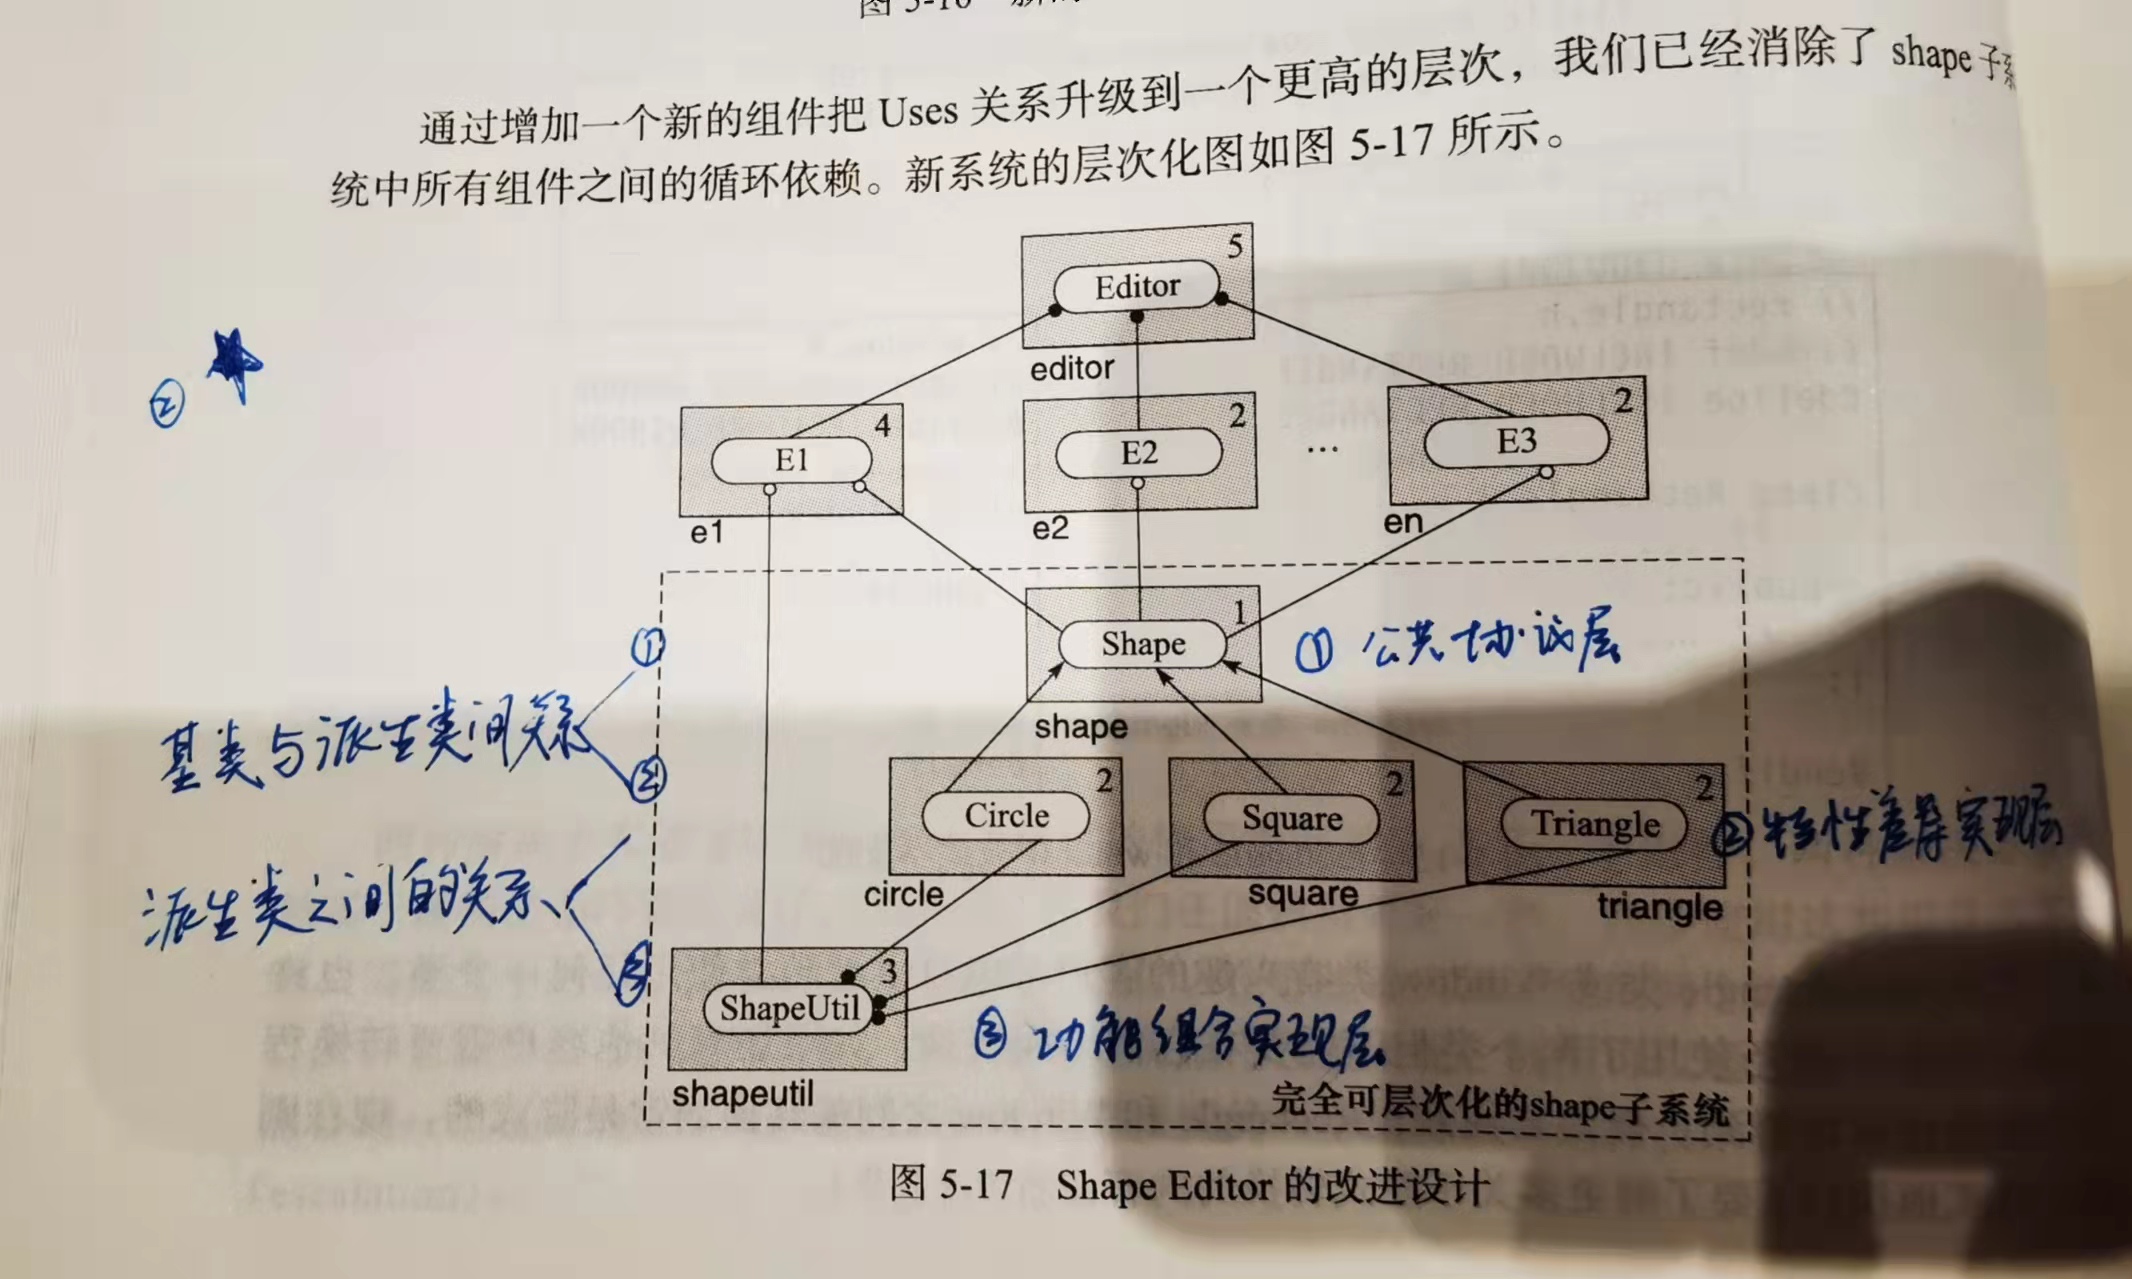 图 5-16
通过增加一个新的组件把 Uses 关系升级到一个更高的层次，我们已经消除了 shape子系
统中所有组件之间的循环依赖。新系统的层次化图如图 5-17 所示。
5
Editor
editor
②
4
E1
e1
2
E2
e2
…
2
E3
en
1
Shape
shape
① 公共协议层
①
基类与派生类间关系
②
2
Circle
circle
2
Square
square
2
Triangle
triangle
② 特性差异实现层
派生类之间的关系
③
3
ShapeUtil
shapeutil
③ 功能组合实现层
完全可层次化的shape子系统
图 5-17 Shape Editor 的改进设计